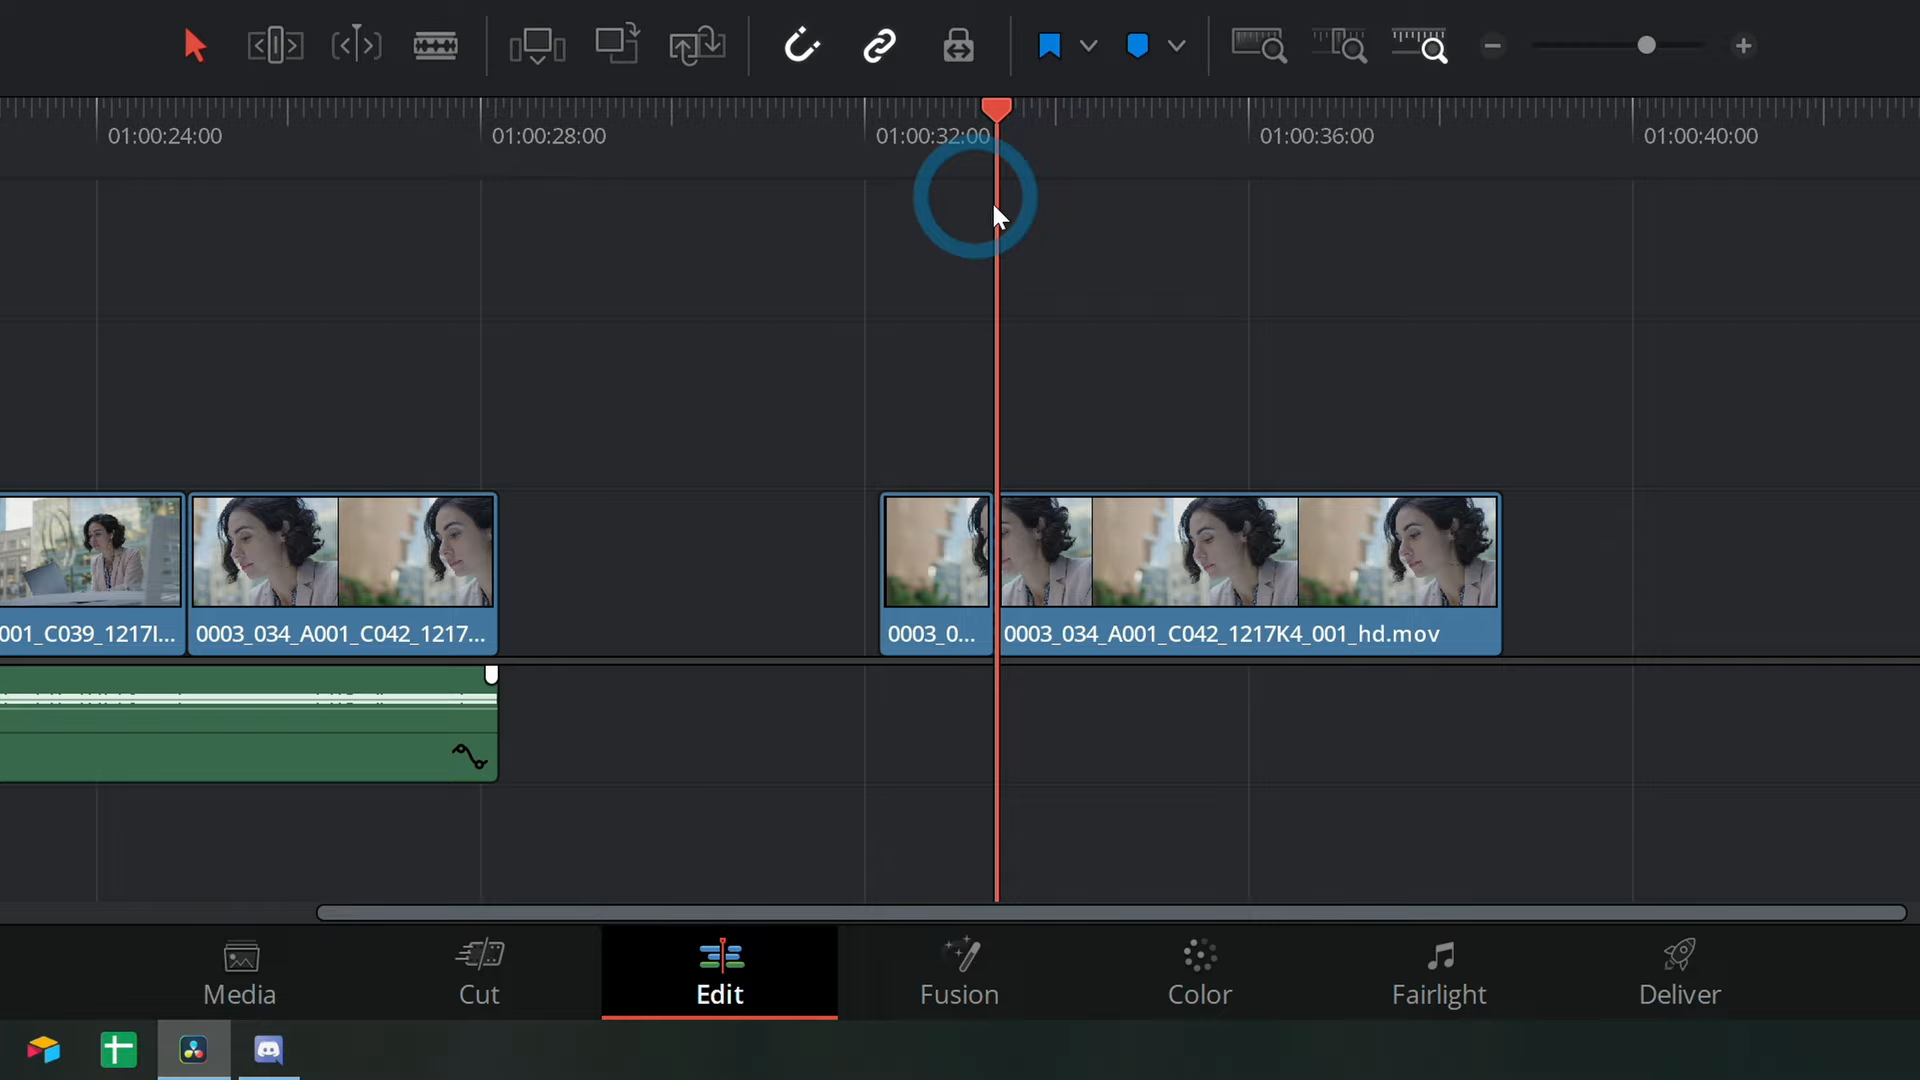 01:00:24:00
01:00:28:00
01:00:32:00
01:00:36:00
01:00:40:00
001_C039_1217I...
0003_034_A001_C042_1217...
0003_0...
0003_034_A001_C042_1217K4_001_hd.mov
Media
Cut
Edit
Fusion
Color
Fairlight
Deliver